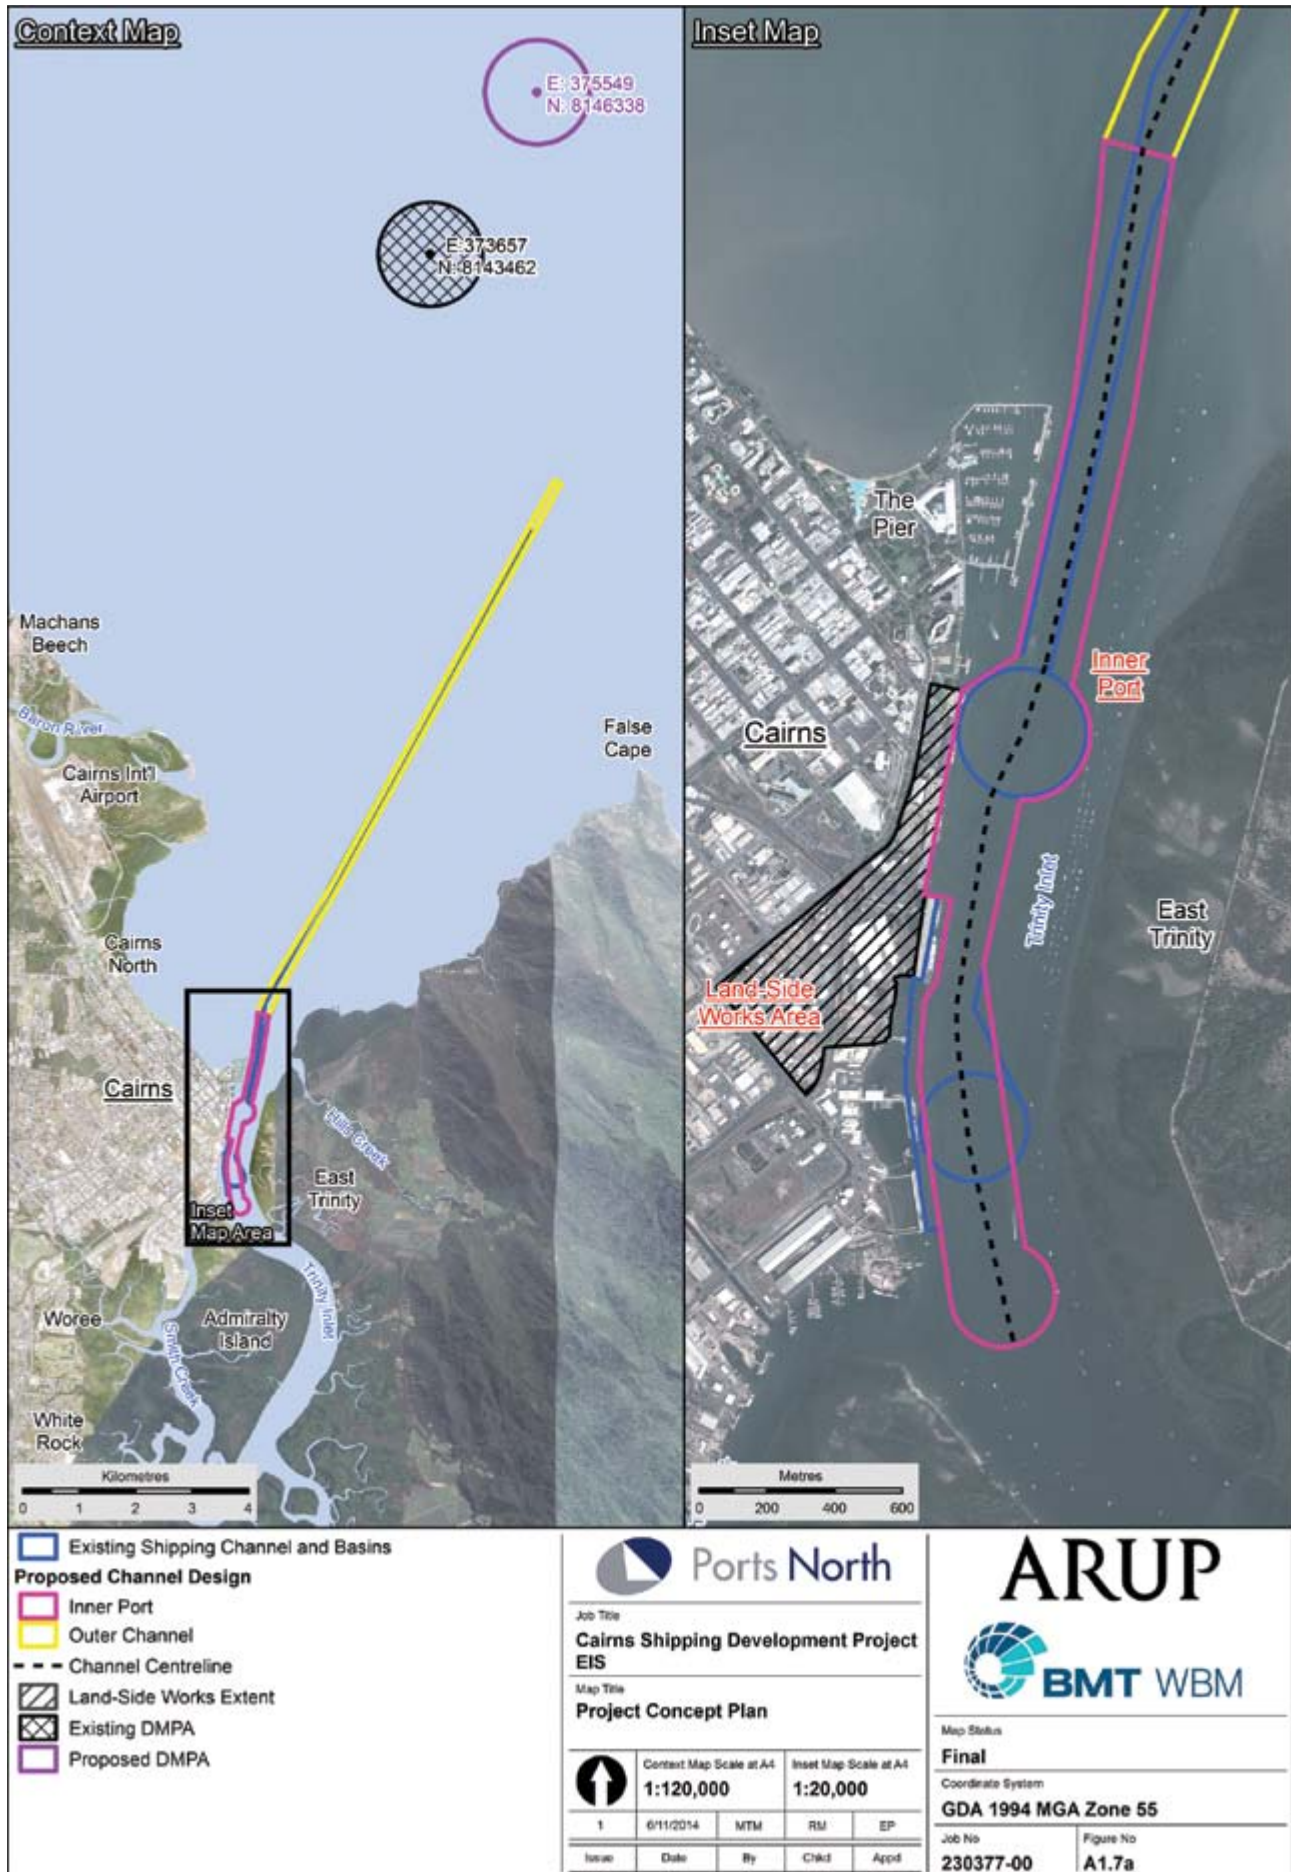 Context Map
E: 375549
N: 8146338
E:373657
N: 8143462
Machans
Beech
Baron River
Cairns Int'l
Airport
False
Cape
Cairns
North
Cairns
Hills Creek
East
Trinity
Inset
Map Area
Trinity Inlet
Woree
Admiralty
Island
Smith Creek
White
Rock
Kilometres
0 1 2 3 4
Inset Map
The
Pier
Inner
Port
Cairns
Trinity Inlet
East
Trinity
Land-Side
Works Area
Metres
0 200 400 600
Existing Shipping Channel and Basins
Proposed Channel Design
Inner Port
Outer Channel
Channel Centreline
Land-Side Works Extent
Existing DMPA
Proposed DMPA
Ports North
Job Title
Cairns Shipping Development Project
EIS
Map Title
Project Concept Plan
Context Map Scale at A4
1:120,000
Inset Map Scale at A4
1:20,000
1 6/11/2014 MTM RM EP
Issue Date By Chkd Appd
ARUP
BMT WBM
Map Status
Final
Coordinate System
GDA 1994 MGA Zone 55
Job No
230377-00
Figure No
A1.7a